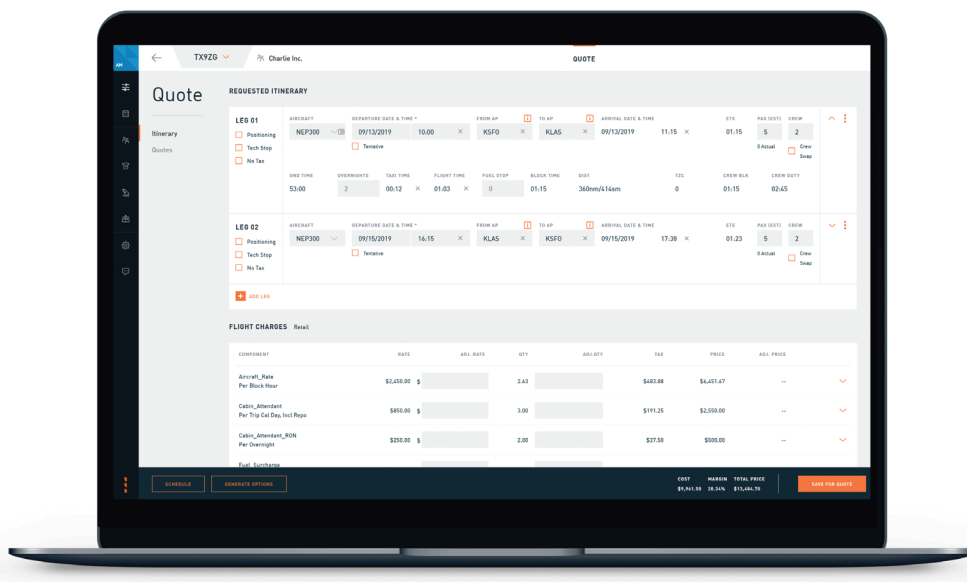 AM
TX9ZG
Charlie Inc.
QUOTE
Quote
Itinerary
Quotes
REQUESTED ITINERARY
LEG 01
Positioning
Tech Stop
No Tax
AIRCRAFT DEPARTURE DATE & TIME * FROM AP TO AP ARRIVAL DATE & TIME ETE PAX (EST) CREW
NEP300 09/13/2019 10:00 × KSFO × KLAS × 09/13/2019 11:15 × 01:15 5 2
Tentative 0 Actual Crew Swap
GND TIME OVERNIGHTS TAXI TIME FLIGHT TIME FUEL STOP BLOCK TIME DIST TZC CREW BLK CREW DUTY
53:00 2 00:12 × 01:03 × 0 01:15 360nm/414sm 0 01:15 02:45
LEG 02
Positioning
Tech Stop
No Tax
AIRCRAFT DEPARTURE DATE & TIME * FROM AP TO AP ARRIVAL DATE & TIME ETE PAX (EST) CREW
NEP300 09/15/2019 16:15 × KLAS × KSFO × 09/15/2019 17:38 × 01:23 5 2
Tentative 0 Actual Crew Swap
+ ADD LEG
FLIGHT CHARGES Retail
COMPONENT RATE ADJ. RATE QTY ADJ.QTY TAX PRICE ADJ. PRICE
Aircraft_Rate
Per Block Hour
$2,450.00 $ 2.63 $483.88 $6,451.67 --
Cabin_Attendant
Per Trip Cal Day, Incl Repo
$850.00 $ 3.00 $191.25 $2,550.00 --
Cabin_Attendant_RON
Per Overnight
$250.00 $ 2.00 $37.50 $500.00 --
Fuel_Surcharge
SCHEDULE
GENERATE OPTIONS
COST MARGIN TOTAL PRICE
38.34% $13,484.70
SAVE FOR QUOTE